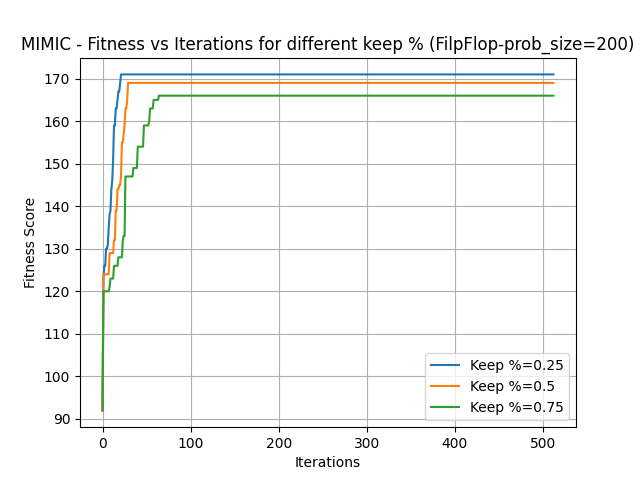 MIMIC - Fitness vs Iterations for different keep % (FilpFlop-prob_size=200)
170
160
150
140
130
120
110
100
90
Fitness Score
Keep %=0.25
Keep %=0.5
Keep %=0.75
0 100 200 300 400 500
Iterations